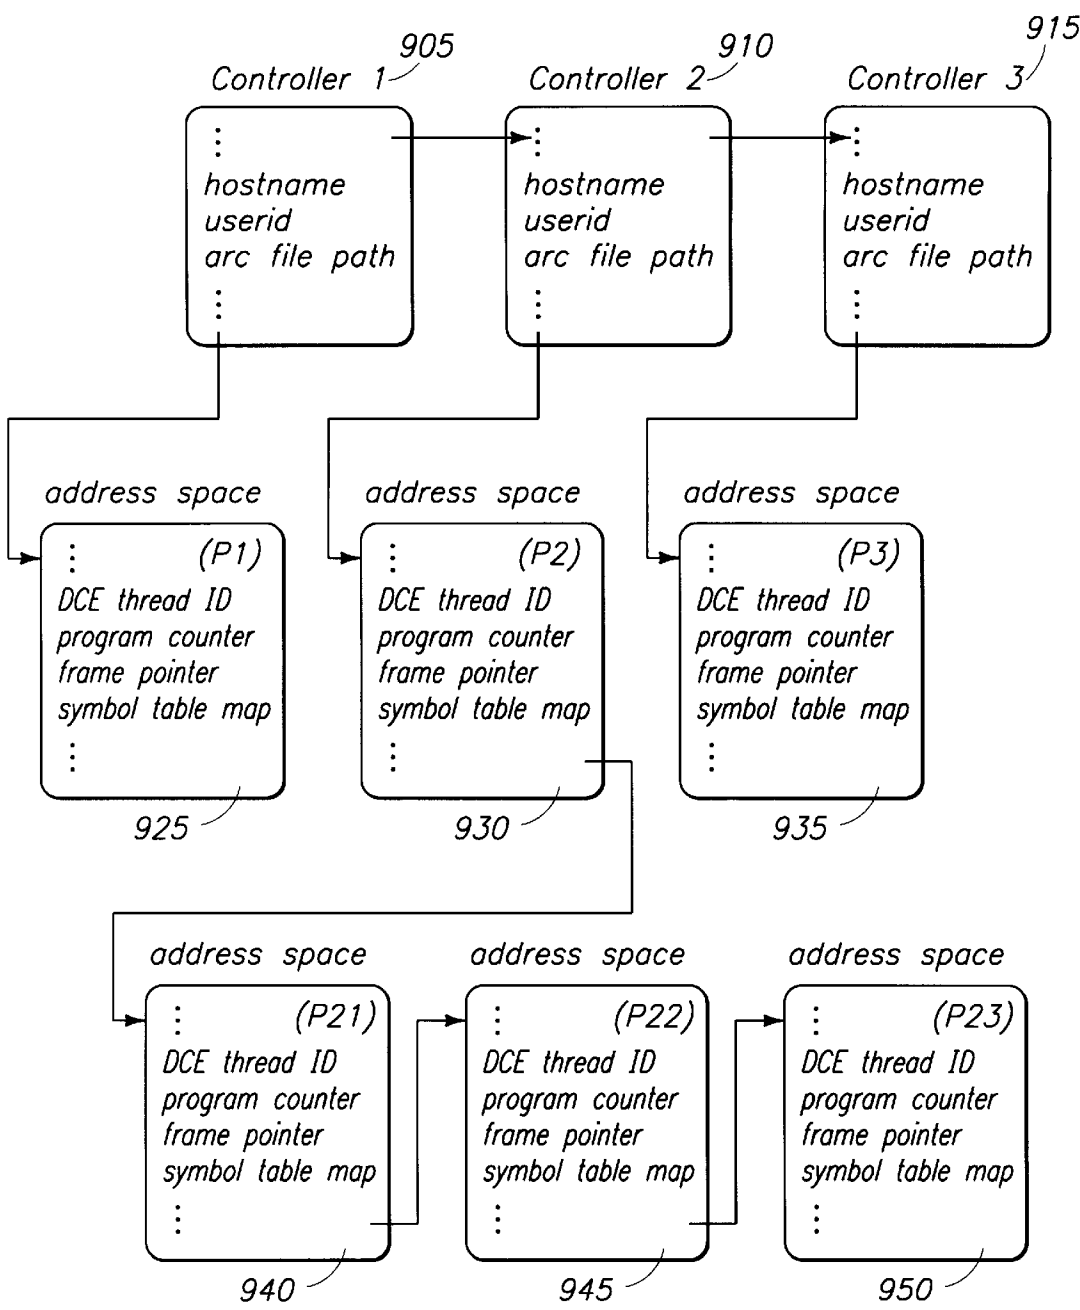 905
910
915
Controller 1
Controller 2
Controller 3
hostname
userid
arc file path
hostname
userid
arc file path
hostname
userid
arc file path
address space
address space
address space
(P1)
DCE thread ID
program counter
frame pointer
symbol table map
925
(P2)
DCE thread ID
program counter
frame pointer
symbol table map
930
(P3)
DCE thread ID
program counter
frame pointer
symbol table map
935
address space
address space
address space
(P21)
DCE thread ID
program counter
frame pointer
symbol table map
940
(P22)
DCE thread ID
program counter
frame pointer
symbol table map
945
(P23)
DCE thread ID
program counter
frame pointer
symbol table map
950